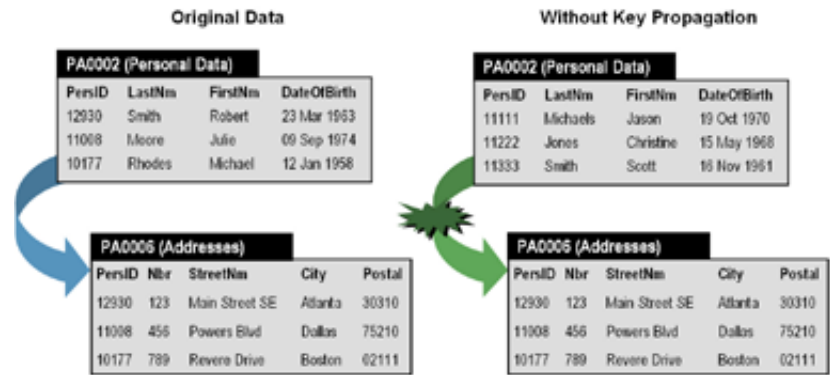 Original Data
PA0002 (Personal Data)
PersID LastNm FirstNm DateOfBirth
12930 Smith Robert 23 Mar 1963
11008 Moore Julie 09 Sep 1974
10177 Rhodes Michael 12 Jan 1958
PA0006 (Addresses)
PersID Nbr StreetNm City Postal
12930 123 Main Street SE Atlanta 30310
11008 456 Powers Blvd Dallas 75210
10177 789 Revere Drive Boston 02111
Without Key Propagation
PA0002 (Personal Data)
PersID LastNm FirstNm DateOfBirth
11111 Michaels Jason 19 Oct 1970
11222 Jones Christine 15 May 1968
11333 Smith Scott 16 Nov 1961
PA0006 (Addresses)
PersID Nbr StreetNm City Postal
12930 123 Main Street SE Atlanta 30310
11008 456 Powers Blvd Dallas 75210
10177 789 Revere Drive Boston 02111